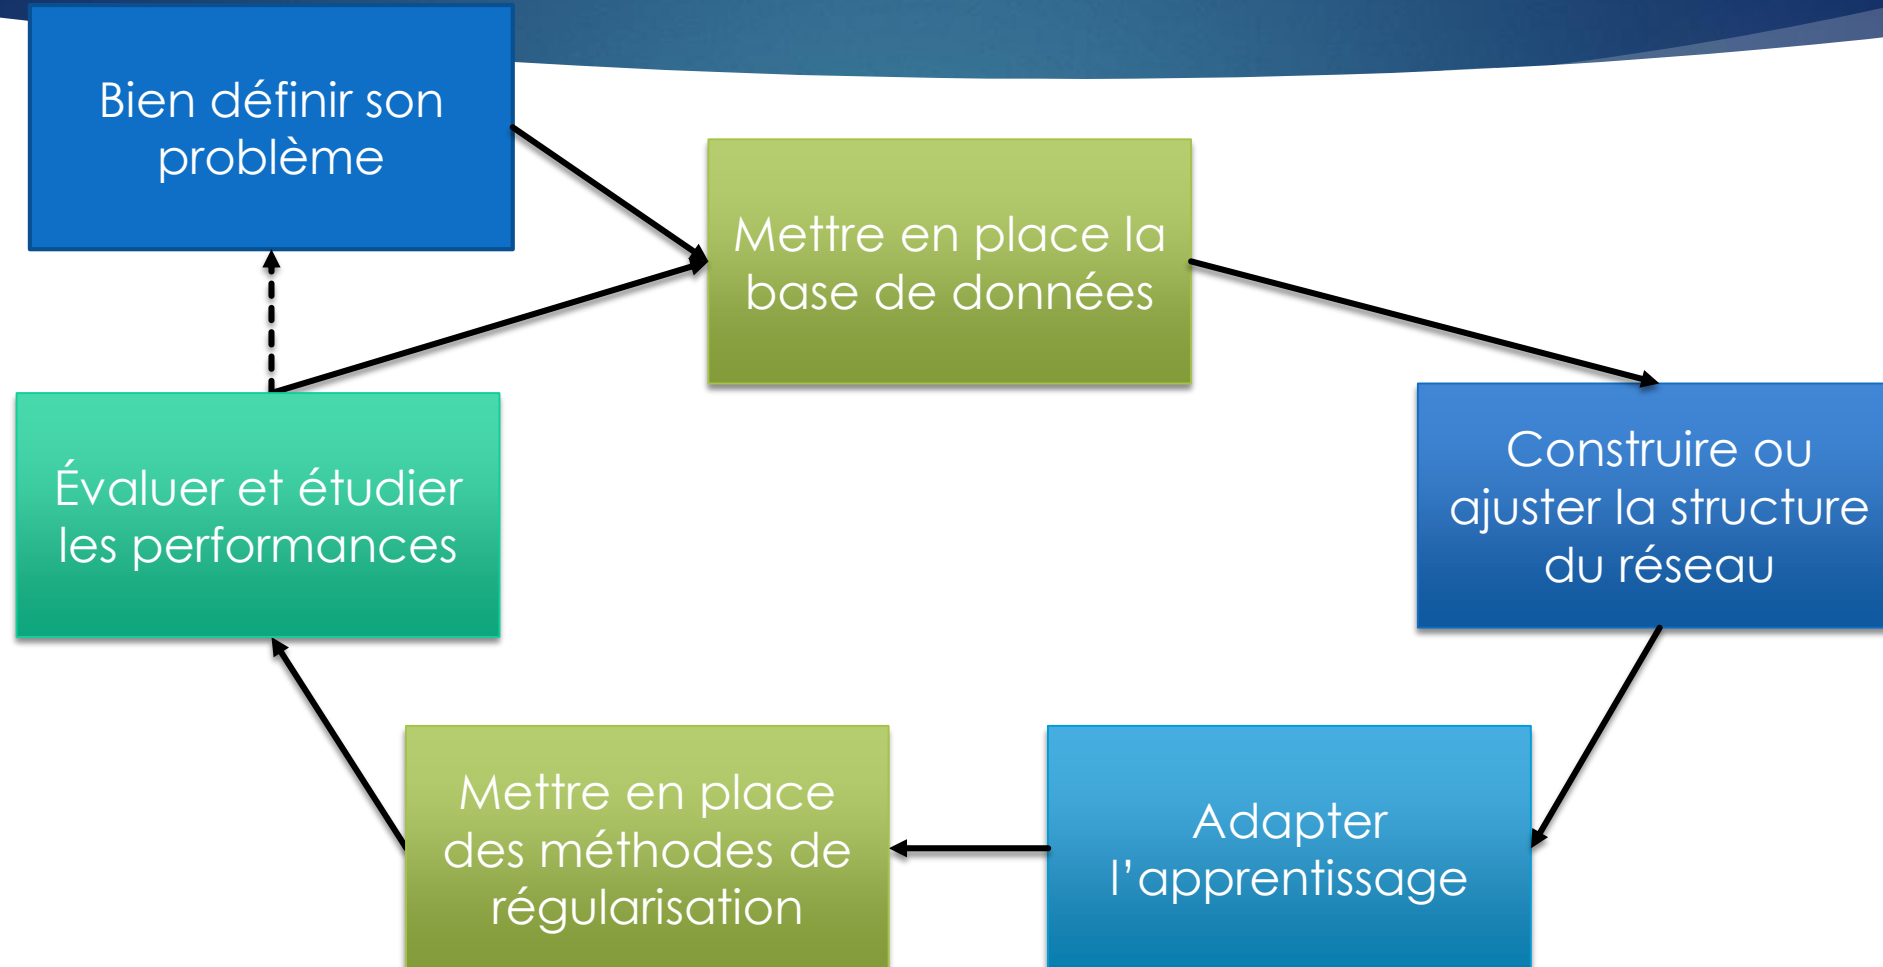 Bien définir son
problème
Mettre en place la
base de données
Construire ou
ajuster la structure
du réseau
Adapter
l’apprentissage
Mettre en place
des méthodes de
régularisation
Évaluer et étudier
les performances